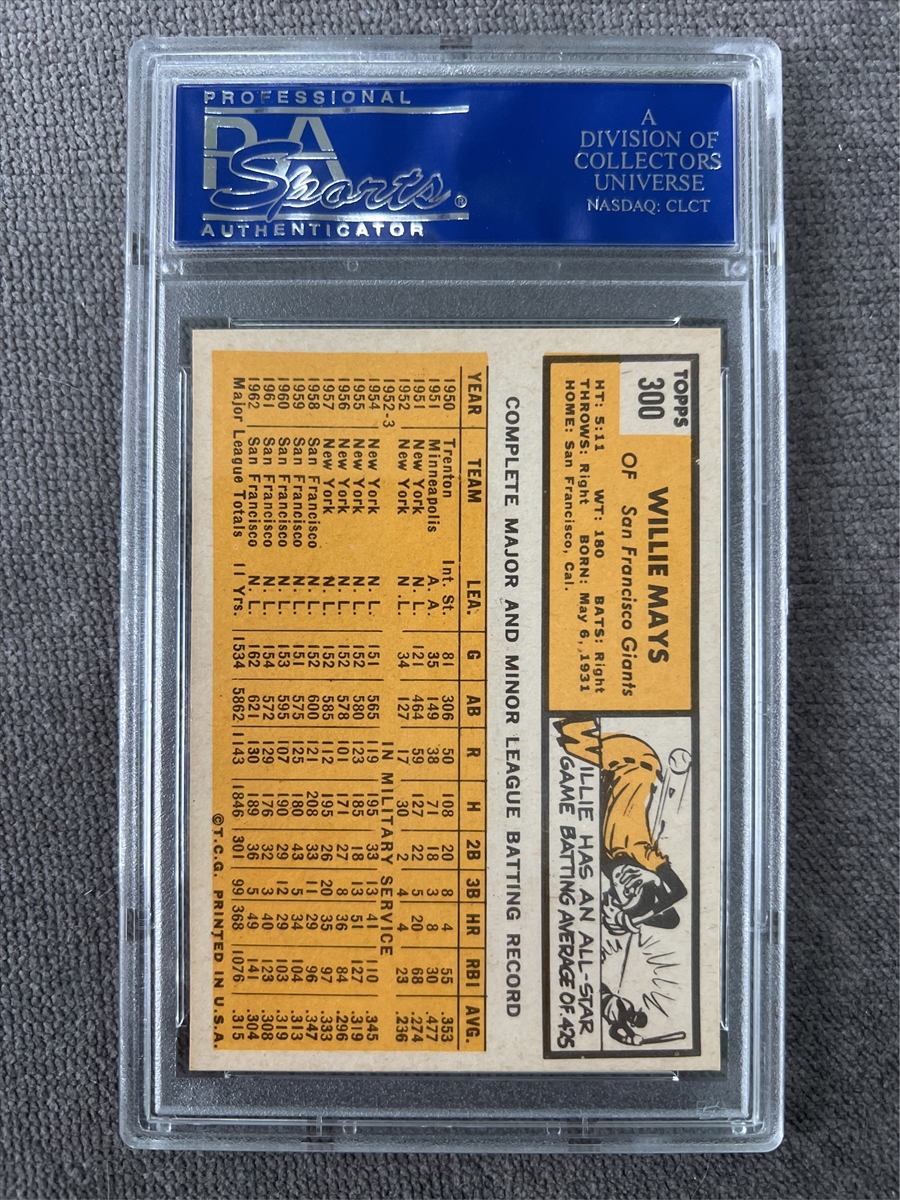 PROFESSIONAL
PSA
Sports®
AUTHENTICATOR
A
DIVISION OF
COLLECTORS
UNIVERSE
NASDAQ: CLCT
TOPPS
300
WILLIE MAYS
OF San Francisco Giants
HT: 5:11 WT: 180 BATS: Right
THROWS: Right BORN: May 6, 1931
HOME: San Francisco, Cal.
WILLIE HAS AN ALL-STAR
GAME BATTING AVERAGE OF .425
COMPLETE MAJOR AND MINOR LEAGUE BATTING RECORD
YEAR TEAM LEA. G AB R H 2B 3B HR RBI AVG.
1950 Trenton Int. St. 81 306 50 108 20 8 4 55 .353
1951 Minneapolis A. A. 35 149 38 71 18 3 8 30 .477
1951 New York N. L. 121 464 59 127 22 5 20 68 .274
1952 New York N. L. 34 127 17 30 2 4 4 23 .236
1952-3 IN MILITARY SERVICE
1954 New York N. L. 151 565 119 195 33 13 41 110 .345
1955 New York N. L. 152 580 123 185 18 13 51 127 .319
1956 New York N. L. 152 578 101 171 27 8 36 84 .296
1957 New York N. L. 152 585 112 195 26 20 35 97 .333
1958 San Francisco N. L. 152 600 121 208 33 11 29 96 .347
1959 San Francisco N. L. 151 575 125 180 43 5 34 104 .313
1960 San Francisco N. L. 153 595 107 190 29 12 29 103 .319
1961 San Francisco N. L. 154 572 129 176 32 3 40 123 .308
1962 San Francisco N. L. 162 621 130 189 36 5 49 141 .304
Major League Totals 11 Yrs. 1534 5862 1143 1846 301 99 368 1076 .315
©T.C.G. PRINTED IN U.S.A.